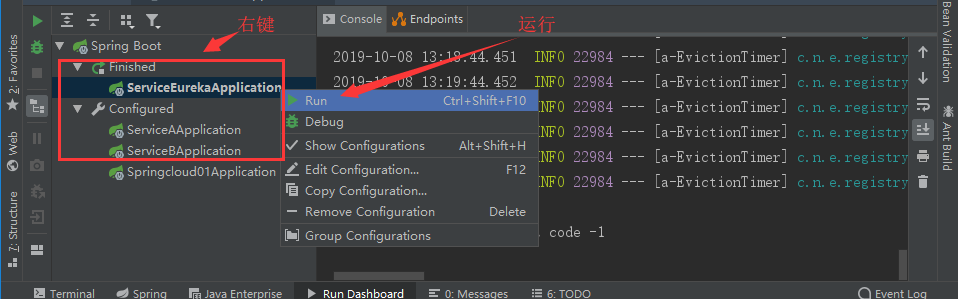 右键
运行
Console
Endpoints
Spring Boot
Finished
ServiceEurekaApplication
Configured
ServiceAApplication
ServiceBApplication
Springcloud01Application
Run Ctrl+Shift+F10
Debug
Show Configurations Alt+Shift+H
Edit Configuration... F12
Copy Configuration...
Remove Configuration Delete
Group Configurations
2019-10-08 13:18:44.451 INFO 22984 --- [a-EvictionTimer] c.n.e.registry
2019-10-08 13:19:44.452 INFO 22984 --- [a-EvictionTimer] c.n.e.registry
INFO 22984 --- [a-EvictionTimer] c.n.e.registry
INFO 22984 --- [a-EvictionTimer] c.n.e.registry
INFO 22984 --- [a-EvictionTimer] c.n.e.registry
INFO 22984 --- [a-EvictionTimer] c.n.e.registry
code -1
2: Favorites
Web
7: Structure
Bean Validation
Ant Build
Terminal
Spring
Java Enterprise
Run Dashboard
0: Messages
6: TODO
Event Log